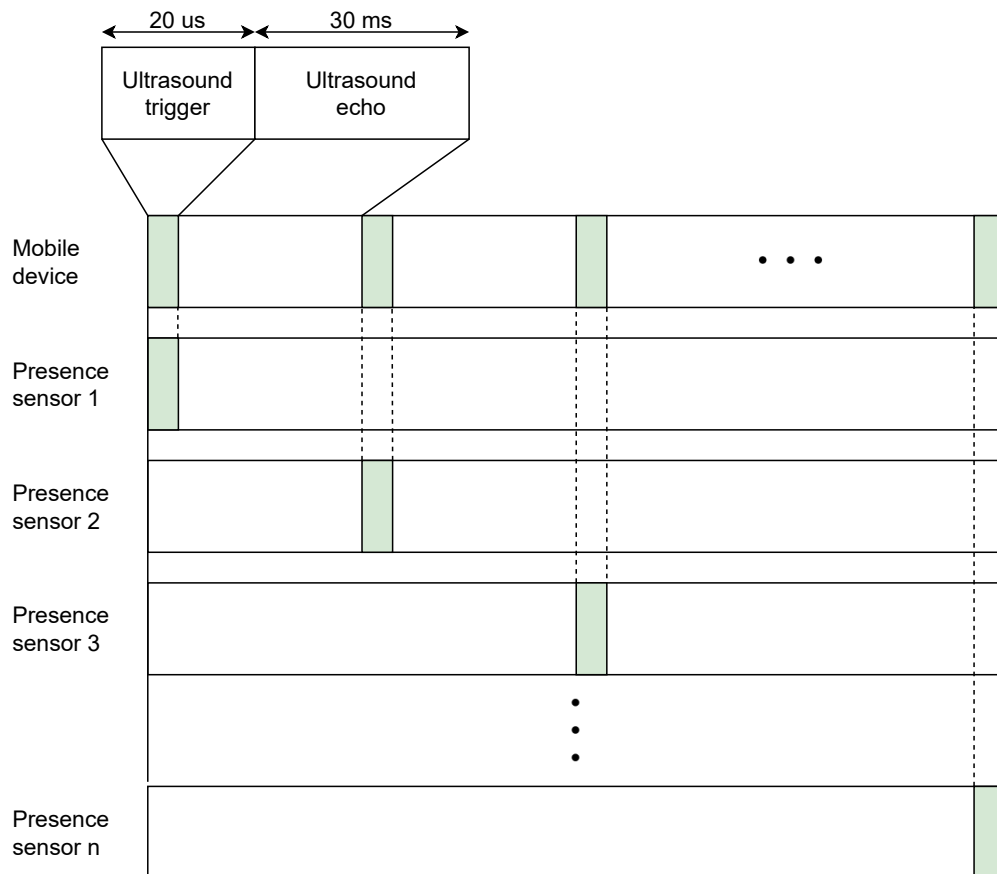 20 us
30 ms
Ultrasound
trigger
Ultrasound
echo
Mobile
device
Presence
sensor 1
Presence
sensor 2
Presence
sensor 3
Presence
sensor n